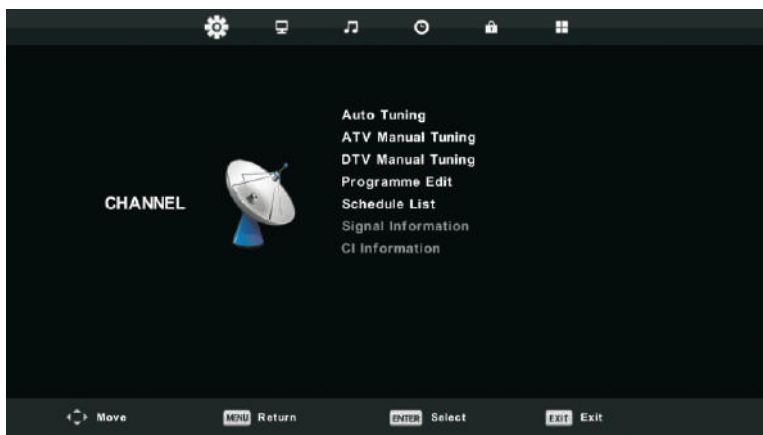 CHANNEL
Auto Tuning
ATV Manual Tuning
DTV Manual Tuning
Programme Edit
Schedule List
Signal Information
CI Information
Move MENU Return ENTER Select EXIT Exit